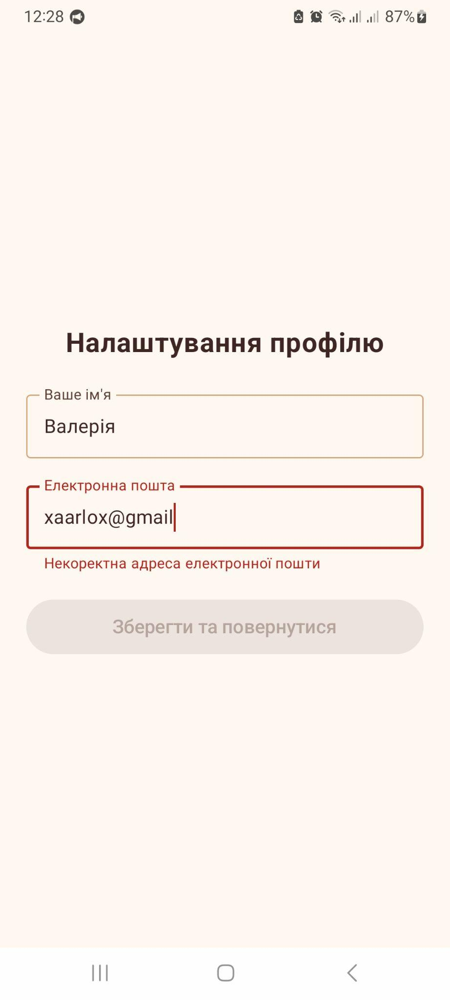 12:28
87%
Налаштування профілю
Ваше ім'я
Валерія
Електронна пошта
xaarlox@gmail
Некоректна адреса електронної пошти
Зберегти та повернутися